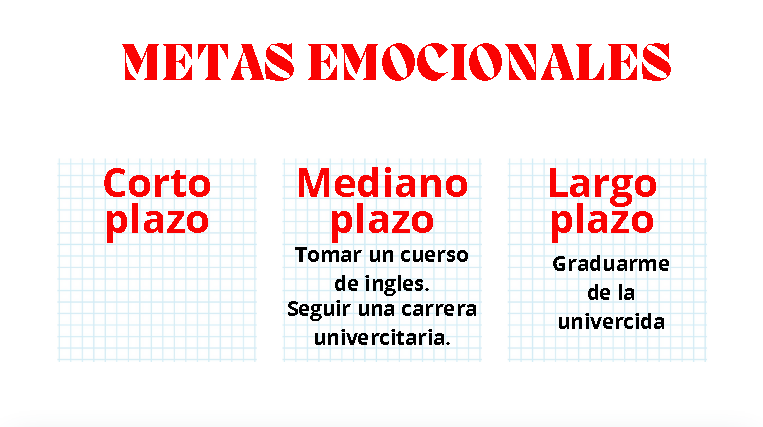 METAS EMOCIONALES
Corto
plazo
Mediano
plazo
Tomar un cuerso
de ingles.
Seguir una carrera
univercitaria.
Largo
plazo
Graduarme
de la
univercida